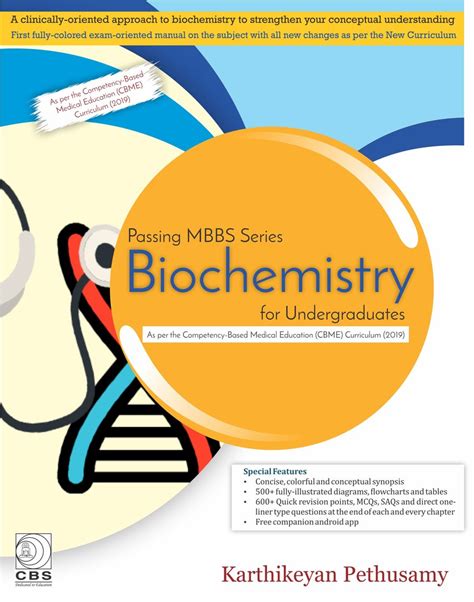 A clinically-oriented approach to biochemistry to strengthen your conceptual understanding
First fully-colored exam-oriented manual on the subject with all new changes as per the New Curriculum
As per the Competency-Based
Medical Education (CBME)
Curriculum (2019)
Passing MBBS Series
Biochemistry
for Undergraduates
As per the Competency-Based Medical Education (CBME) Curriculum (2019)
Special Features
• Concise, colorful and conceptual synopsis
• 500+ fully-illustrated diagrams, flowcharts and tables
• 600+ Quick revision points, MCQs, SAQs and direct one-
liner type questions at the end of each and every chapter
• Free companion android app
CBS
Dedicated to Education
Karthikeyan Pethusamy